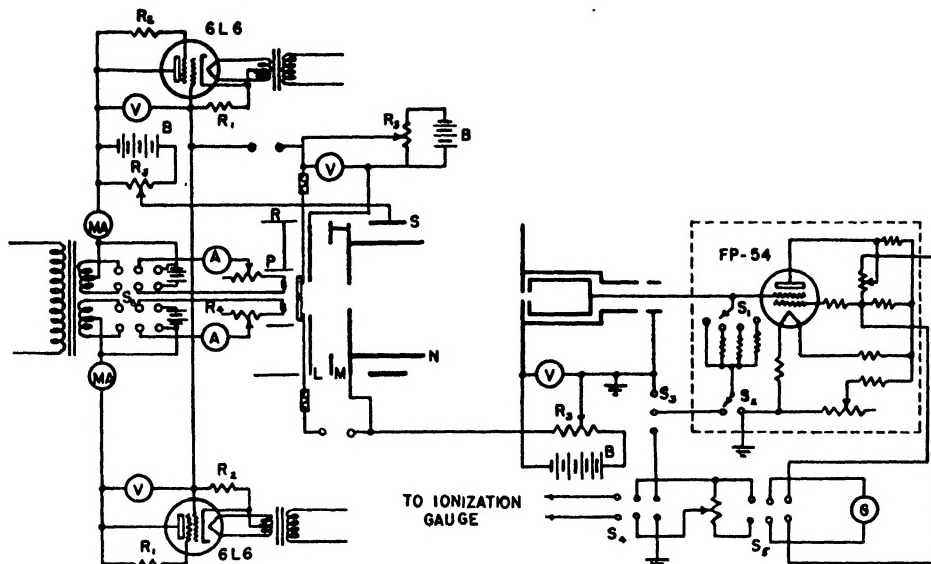 R₂
6L6
V
R₁
B
R₃
MA
A
R
P
S₆
R₄
A
MA
V
R₂
R₁
6L6
R₃
B
V
S
L
M
N
FP-54
S₁
S₂
V
R₃
S₃
B
TO IONIZATION
GAUGE
S₄
S₅
G